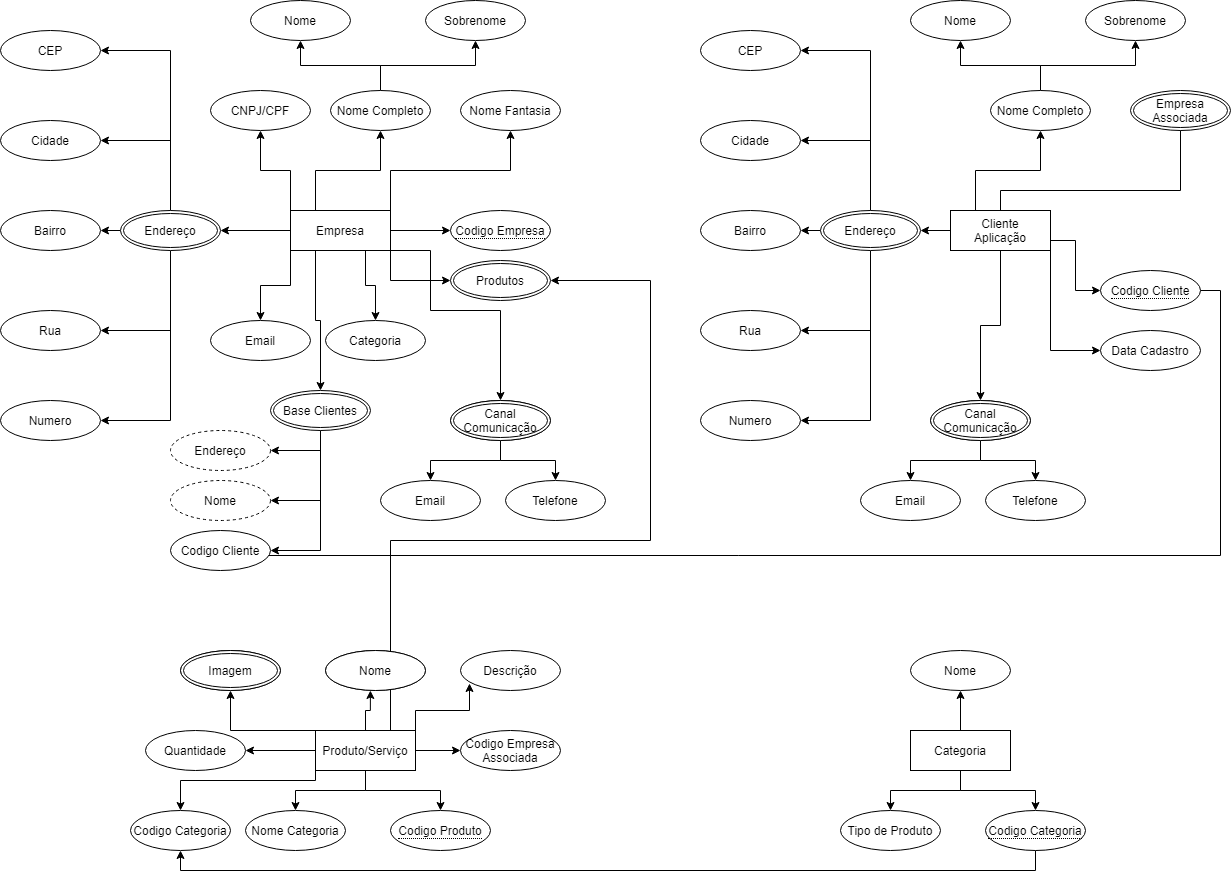 Nome
Sobrenome
Nome
Sobrenome
CEP
CEP
CNPJ/CPF
Nome Completo
Nome Fantasia
Nome Completo
Empresa
Associada
Cidade
Cidade
Bairro
Endereço
Empresa
Codigo Empresa
Bairro
Endereço
Cliente
Aplicação
Produtos
Codigo Cliente
Rua
Email
Categoria
Rua
Data Cadastro
Numero
Base Clientes
Canal
Comunicação
Numero
Canal
Comunicação
Endereço
Nome
Email
Telefone
Email
Telefone
Codigo Cliente
Imagem
Nome
Descrição
Nome
Quantidade
Produto/Serviço
Codigo Empresa
Associada
Categoria
Codigo Categoria
Nome Categoria
Codigo Produto
Tipo de Produto
Codigo Categoria